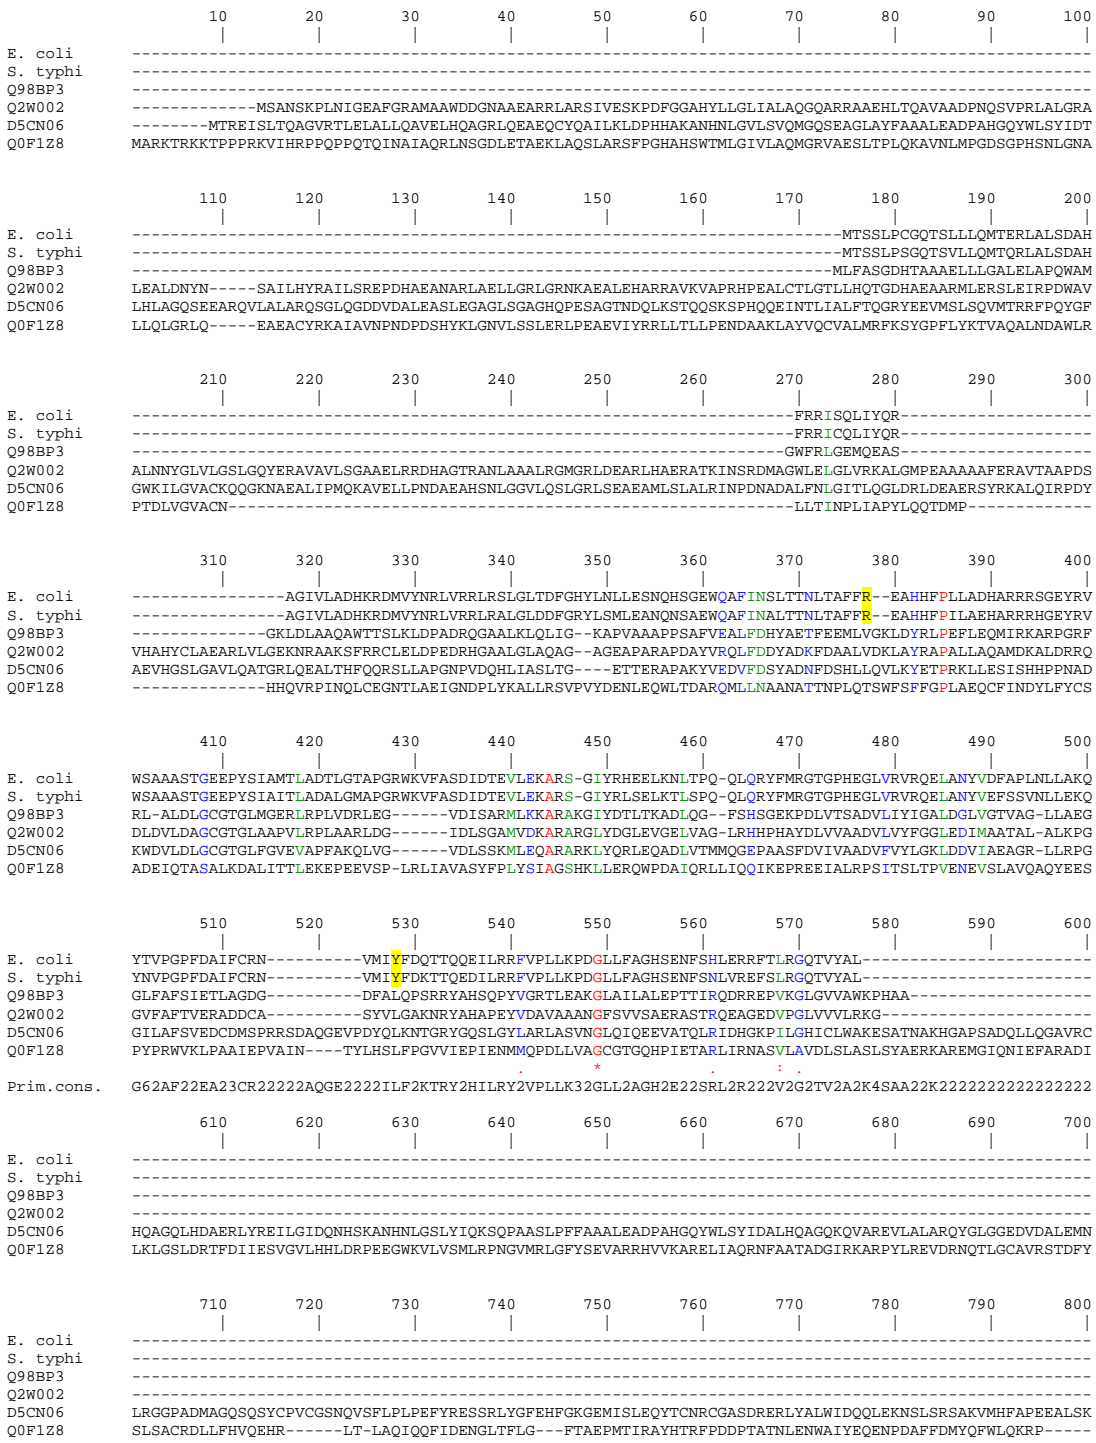 10 20 30 40 50 60 70 80 90 100
| | | | | | | | | |
E. coli ----------------------------------------------------------------------------------------------------
S. typhi ----------------------------------------------------------------------------------------------------
Q98BP3 ----------------------------------------------------------------------------------------------------
Q2W002 -------------MSANSKPLNIGEAFGRAMAAWDDGNAAEARRLARSIVESKPDFGGAHYLLGLIALAQGQARRAAEHLTQAVAADPNQSVPRLALGRA
D5CN06 --------MTREISLTQAGVRTLELALLQAVELHQAGRLQEAEQCYQAILKLDPHHAKANHNLGVLSVQMGQSEAGLAYFAAALEADPAHGQYWLSYIDT
Q0F1Z8 MARKTRKKTPPPRKVIHRPPQPPQTQINAIAQRLNSGDLETAEKLAQSLARSFPGHAHSWTMLGIVLAQMGRVAESLTPLQKAVNLMPGDSGPHSNLGNA
110 120 130 140 150 160 170 180 190 200
| | | | | | | | | |
E. coli --------------------------------------------------------------------------MTSSLPCGQTSLLLQMTERLALSDAH
S. typhi --------------------------------------------------------------------------MTSSLPSGQTSVLLQMTQRLALSDAH
Q98BP3 -------------------------------------------------------------------------MLFASGDHTAAAELLLGALELAPQWAM
Q2W002 LEALDNYN-----SAILHYRAILSREPDHAEANARLAELLGRLGRNKAEALEHARRAVKVAPRHPEALCTLGTLLHQTGDHAEAARMLERSLEIRPDWAV
D5CN06 LHLAGQSEEARQVLALARQSGLQGDDVDALEASLEGAGLSGAGHQPESAGTNDQLKSTQQSKSPHQQEINTLIALFTQGRYEEVMSLSQVMTRRFPQYGF
Q0F1Z8 LLQLGRLQ-----EAEACYRKAIAVNPNDPDSHYKLGNVLSSLERLPEAEVIYRRLLTLLPENDAAKLAYVQCVALMRFKSYGPFLYKTVAQALNDAWLR
210 220 230 240 250 260 270 280 290 300
| | | | | | | | | |
E. coli ---------------------------------------------------------------------FRRISQLIYQR--------------------
S. typhi ---------------------------------------------------------------------FRRICQLIYQR--------------------
Q98BP3 --------------------------------------------------------------------GWFRLGEMQEAS--------------------
Q2W002 ALNNYGLVLGSLGQYERAVAVLSGAAELRRDHAGTRANLAAALRGMGRLDEARLHAERATKINSRDMAGWLELGLVRKALGMPEAAAAAFERAVTAAPDS
D5CN06 GWKILGVACKQQGKNAEALIPMQKAVELLPNDAEAHSNLGGVLQSLGRLSEAEAMLSLALRINPDNADALFNLGITLQGLDRLDEAERSYRKALQIRPDY
Q0F1Z8 PTDLVGVACN-----------------------------------------------------------LLTINPLIAPYLQQTDMP-------------
310 320 330 340 350 360 370 380 390 400
| | | | | | | | | |
E. coli ----------------AGIVLADHKRDMVYNRLVRRLRSLGLTDFGHYLNLLESNQHSGEWQAFINSLTTNLTAFFR--EAHHFPLLADHARRRSGEYRV
S. typhi ----------------AGIVLADHKRDMVYNRLVRRLRALGLDDFGRYLSMLEANQNSAEWQAFINALTTNLTAFFR--EAHHFPILAEHARRRHGEYRV
Q98BP3 --------------GKLDLAAQAWTTSLKLDPADRQGAALKLQLIG--KAPVAAAPPSAFVEALFDHYAETFEEMLVGKLDYRLPEFLEQMIRKARPGRF
Q2W002 VHAHYCLAEARLVLGEKNRAAKSFRRCLELDPEDRHGAALGLAQAG--AGEAPARAPDAYVRQLFDDYADKFDAALVDKLAYRAPALLAQAMDKALDRRQ
D5CN06 AEVHGSLGAVLQATGRLQEALTHFQQRSLLAPGNPVDQHLIASLTG----ETTERAPAKYVEDVFDSYADNFDSHLLQVLKYETPRKLLESISHHPPNAD
Q0F1Z8 --------------HHQVRPINQLCEGNTLAEIGNDPLYKALLRSVPVYDENLEQWLTDARQMLLNAANATTNPLQTSWFSFFGPLAEQCFINDYLFYCS
410 420 430 440 450 460 470 480 490 500
| | | | | | | | | |
E. coli WSAAASTGEEPYSIAMTLADTLGTAPGRWKVFASDIDTEVLEKARS-GIYRHEELKNLTPQ-QLQRYFMRGTGPHEGLVRVRQELANYVDFAPLNLLAKQ
S. typhi WSAAASTGEEPYSIAITLADALGMAPGRWKVFASDIDTEVLEKARS-GIYRLSELKTLSPQ-QLQRYFMRGTGPHEGLVRVRQELANYVEFSSVNLLEKQ
Q98BP3 RL-ALDLGCGTGLMGERLRPLVDRLEG------VDISARMLKKARAKGIYDTLTKADLQG--FSHSGEKPDLVTSADVLIYIGALDGLVGTVAG-LLAEG
Q2W002 DLDVLDAGCGTGLAAPVLRPLAARLDG------IDLSGAMVDKARARGLYDGLEVGELVAG-LRHHPHAYDLVVAADVLVYFGGLEDIMAATAL-ALKPG
D5CN06 KWDVLDLGCGTGLFGVEVAPFAKQLVG------VDLSSKMLEQARARKLYQRLEQADLVTMMQGEPAASFDVIVAADVFVYLGKLDDVIAEAGR-LLRPG
Q0F1Z8 ADEIQTASALKDALITTLEKEPEEVSP-LRLIAVASYFPLYSIAGSHKLLERQWPDAIQRLLIQQIKEPREEIALRPSITSLTPVENEVSLAVQAQYEES
510 520 530 540 550 560 570 580 590 600
| | | | | | | | | |
E. coli YTVPGPFDAIFCRN----------VMIYFDQTTQQEILRRFVPLLKPDGLLFAGHSENFSHLERRFTLRGQTVYAL------------------------
S. typhi YNVPGPFDAIFCRN----------VMIYFDKTTQEDILRRFVPLLKPDGLLFAGHSENFSNLVREFSLRGQTVYAL------------------------
Q98BP3 GLFAFSIETLAGDG----------DFALQPSRRYAHSQPYVGRTLEAKGLAILALEPTTIRQDRREPVKGLGVVAWKPHAA-------------------
Q2W002 GVFAFTVERADDCA----------SYVLGAKNRYAHAPEYVDAVAAANGFSVVSAERASTRQEAGEDVPGLVVVLRKG----------------------
D5CN06 GILAFSVEDCDMSPRRSDAQGEVPDYQLKNTGRYGQSLGYLARLASVNGLQIQEEVATQLRIDHGKPILGHICLWAKESATNAKHGAPSADQLLQGAVRC
Q0F1Z8 PYPRWVKLPAAIEPVAIN----TYLHSLFPGVVIEPIENMMQPDLLVAGCGTGQHPIETARLIRNASVLAVDLSLASLSYAERKAREMGIQNIEFARADI
. * . : .
Prim.cons. G62AF22EA23CR22222AQGE2222ILF2KTRY2HILRY2VPLLKK32GLL2AGH2E22SRL2R222V2G2TV2A2K4SAA22K22222222222222222
610 620 630 640 650 660 670 680 690 700
| | | | | | | | | |
E. coli ----------------------------------------------------------------------------------------------------
S. typhi ----------------------------------------------------------------------------------------------------
Q98BP3 ----------------------------------------------------------------------------------------------------
Q2W002 ----------------------------------------------------------------------------------------------------
D5CN06 HQAGQLHDAERLYREILGIDQNHSKANHNLGSLYIQKSQPAASLPFFAAALEADPAHGQYWLSYIDALHQAGQKQVAREVLALARQYGLGGEDVDALEMN
Q0F1Z8 LKLGSLDRTFDIIESVGVLHHLDRPEEGWKVLVSMLRPNGVMRLGFYSEVARRHVVKARELIAQRNFAATADGIRKARPYLREVDRNQTLGCAVRSTDFY
710 720 730 740 750 760 770 780 790 800
| | | | | | | | | |
E. coli ----------------------------------------------------------------------------------------------------
S. typhi ----------------------------------------------------------------------------------------------------
Q98BP3 ----------------------------------------------------------------------------------------------------
Q2W002 ----------------------------------------------------------------------------------------------------
D5CN06 LRGGPADMAGQSQSYCPVCGSNQVSFLPLPEFYRESSRLYGFEHFGKGEMISLEQYTCNRCGASDRERLYALWIDQQLEKNSLSRSAKVMHFAPEEALSK
Q0F1Z8 SLSACRDLLFHVQEHR------LT-LAQIQQFIDENGLTFLG---FTAEPMTIRAYHTRFPDDPTATNLENWAIYEQENPDAFFDMYQFWLQKRP-----